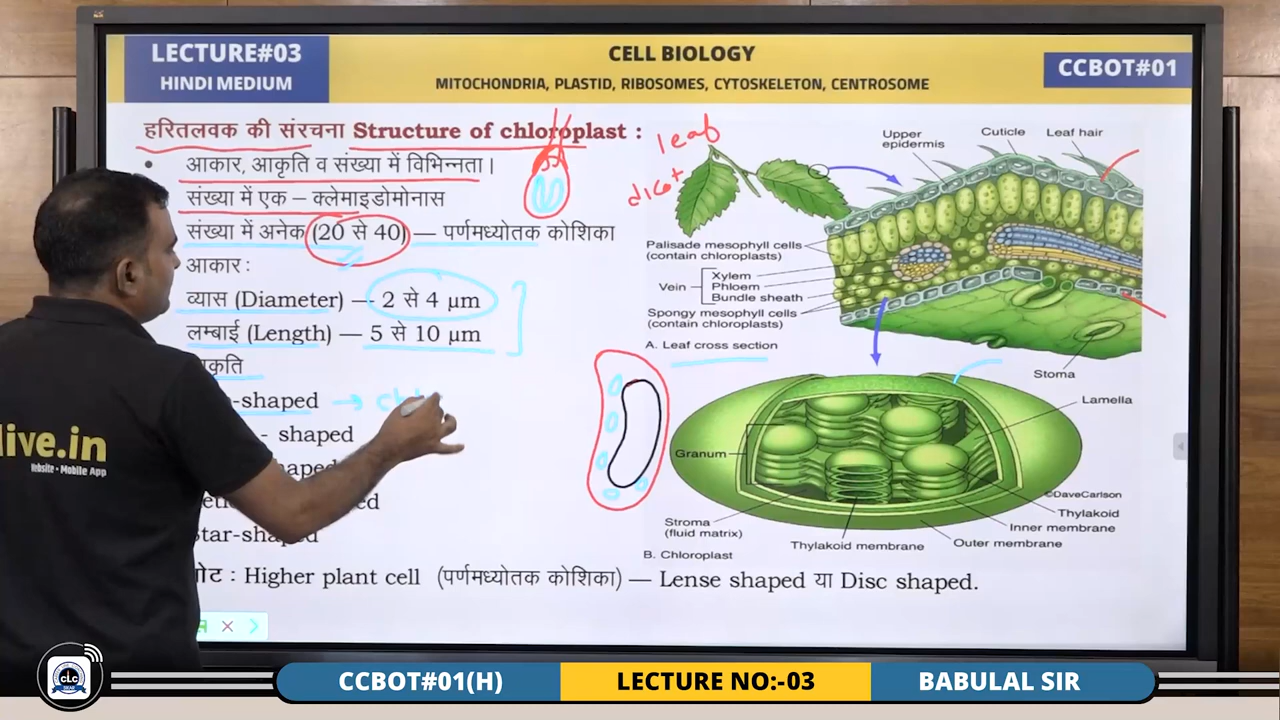 LECTURE#03
HINDI MEDIUM
CELL BIOLOGY
MITOCHONDRIA, PLASTID, RIBOSOMES, CYTOSKELETON, CENTROSOME
CCBOT#01
हरितलवक की संरचना Structure of chloroplast :
• आकार, आकृति व संख्या में विभिन्नता।
संख्या में एक – क्लेमाइडोमोनास
संख्या में अनेक (20 से 40) — पर्णमध्योतक कोशिका
आकार :
व्यास (Diameter) — 2 से 4 µm
लम्बाई (Length) — 5 से 10 µm
-shaped →
- shaped
Star-shaped
नोट : Higher plant cell (पर्णमध्योतक कोशिका) — Lense shaped या Disc shaped.
leaf
dicot
Upper epidermis
Cuticle
Leaf hair
Palisade mesophyll cells
(contain chloroplasts)
Vein
Xylem
Phloem
Bundle sheath
Spongy mesophyll cells
(contain chloroplasts)
A. Leaf cross section
Stoma
Lamella
Granum
©DaveCarlson
Thylakoid
Inner membrane
Outer membrane
Stroma
(fluid matrix)
Thylakoid membrane
B. Chloroplast
live.in
Website • Mobile App
CLC
SIKAR
CCBOT#01(H)
LECTURE NO:-03
BABULAL SIR